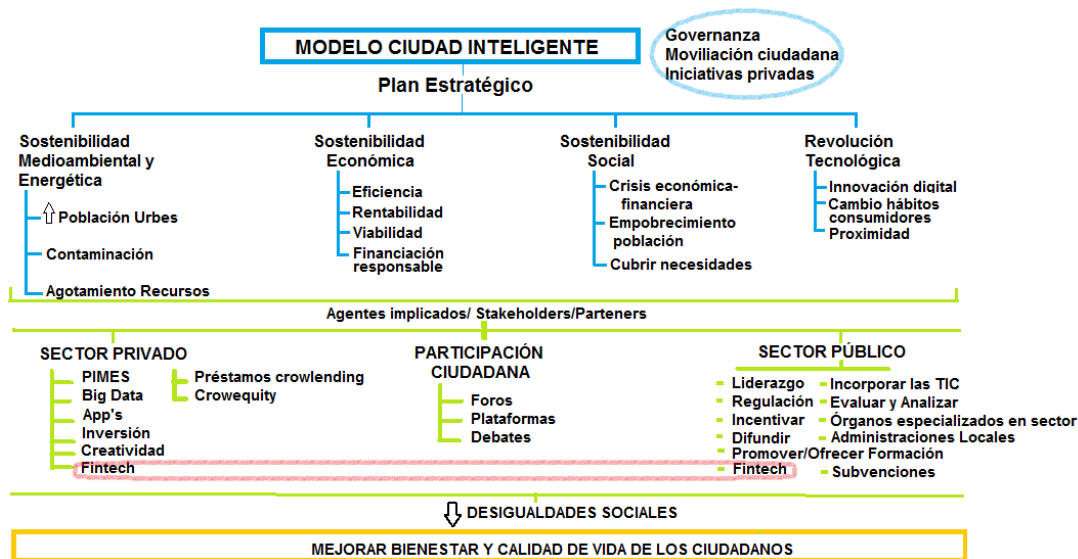 MODELO CIUDAD INTELIGENTE
Governanza
Moviliación ciudadana
Iniciativas privadas
Plan Estratégico
Sostenibilidad
Medioambiental y
Energética
Población Urbes
Contaminación
Agotamiento Recursos
Sostenibilidad
Económica
Eficiencia
Rentabilidad
Viabilidad
Financiación
responsable
Sostenibilidad
Social
Crisis económica-
financiera
Empobrecimiento
población
Cubrir necesidades
Revolución
Tecnológica
Innovación digital
Cambio hábitos
consumidores
Proximidad
Agentes implicados/ Stakeholders/Parteners
SECTOR PRIVADO
PIMES
Big Data
App's
Inversión
Creatividad
Fintech
Préstamos crowlending
Crowequity
PARTICIPACIÓN
CIUDADANA
Foros
Plataformas
Debates
SECTOR PÚBLICO
Liderazgo
Regulación
Incentivar
Difundir
Promover/Ofrecer Formación
Fintech
Incorporar las TIC
Evaluar y Analizar
Órganos especializados en sector
Administraciones Locales
Subvenciones
DESIGUALDADES SOCIALES
MEJORAR BIENESTAR Y CALIDAD DE VIDA DE LOS CIUDADANOS